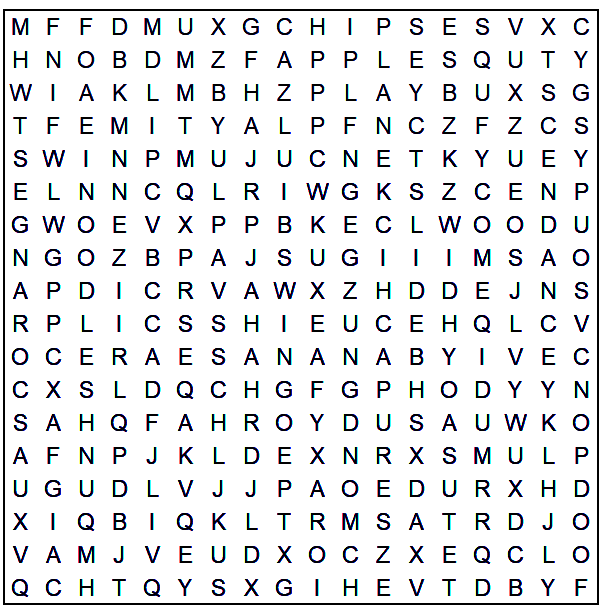 M F F D M U X G C H I P S E S V X C
H N O B D M Z F A P P L E S Q U T Y
W I A K L M B H Z P L A Y B U X S G
T F E M I T Y A L P F N C Z F Z C S
S W I N P M U J U C N E T K Y U E Y
E L N N C Q L R I W G K S Z C E N P
G W O E V X P P B K E C L W O O D U
N G O Z B P A J S U G I I I M S A O
A P D I C R V A W X Z H D D E J N S
R P L I C S S H I E U C E H Q L C V
O C E R A E S A N A N A B Y I V E C
C X S L D Q C H G F G P H O D Y Y N
S A H Q F A H R O Y D U S A U W K O
A F N P J K L D E X N R X S M U L P
U G U D L V J J P A O E D U R X H D
X I Q B I Q K L T R M S A T R D J O
V A M J V E U D X O C Z X E Q C L O
Q C H T Q Y S X G I H E V T D B Y F